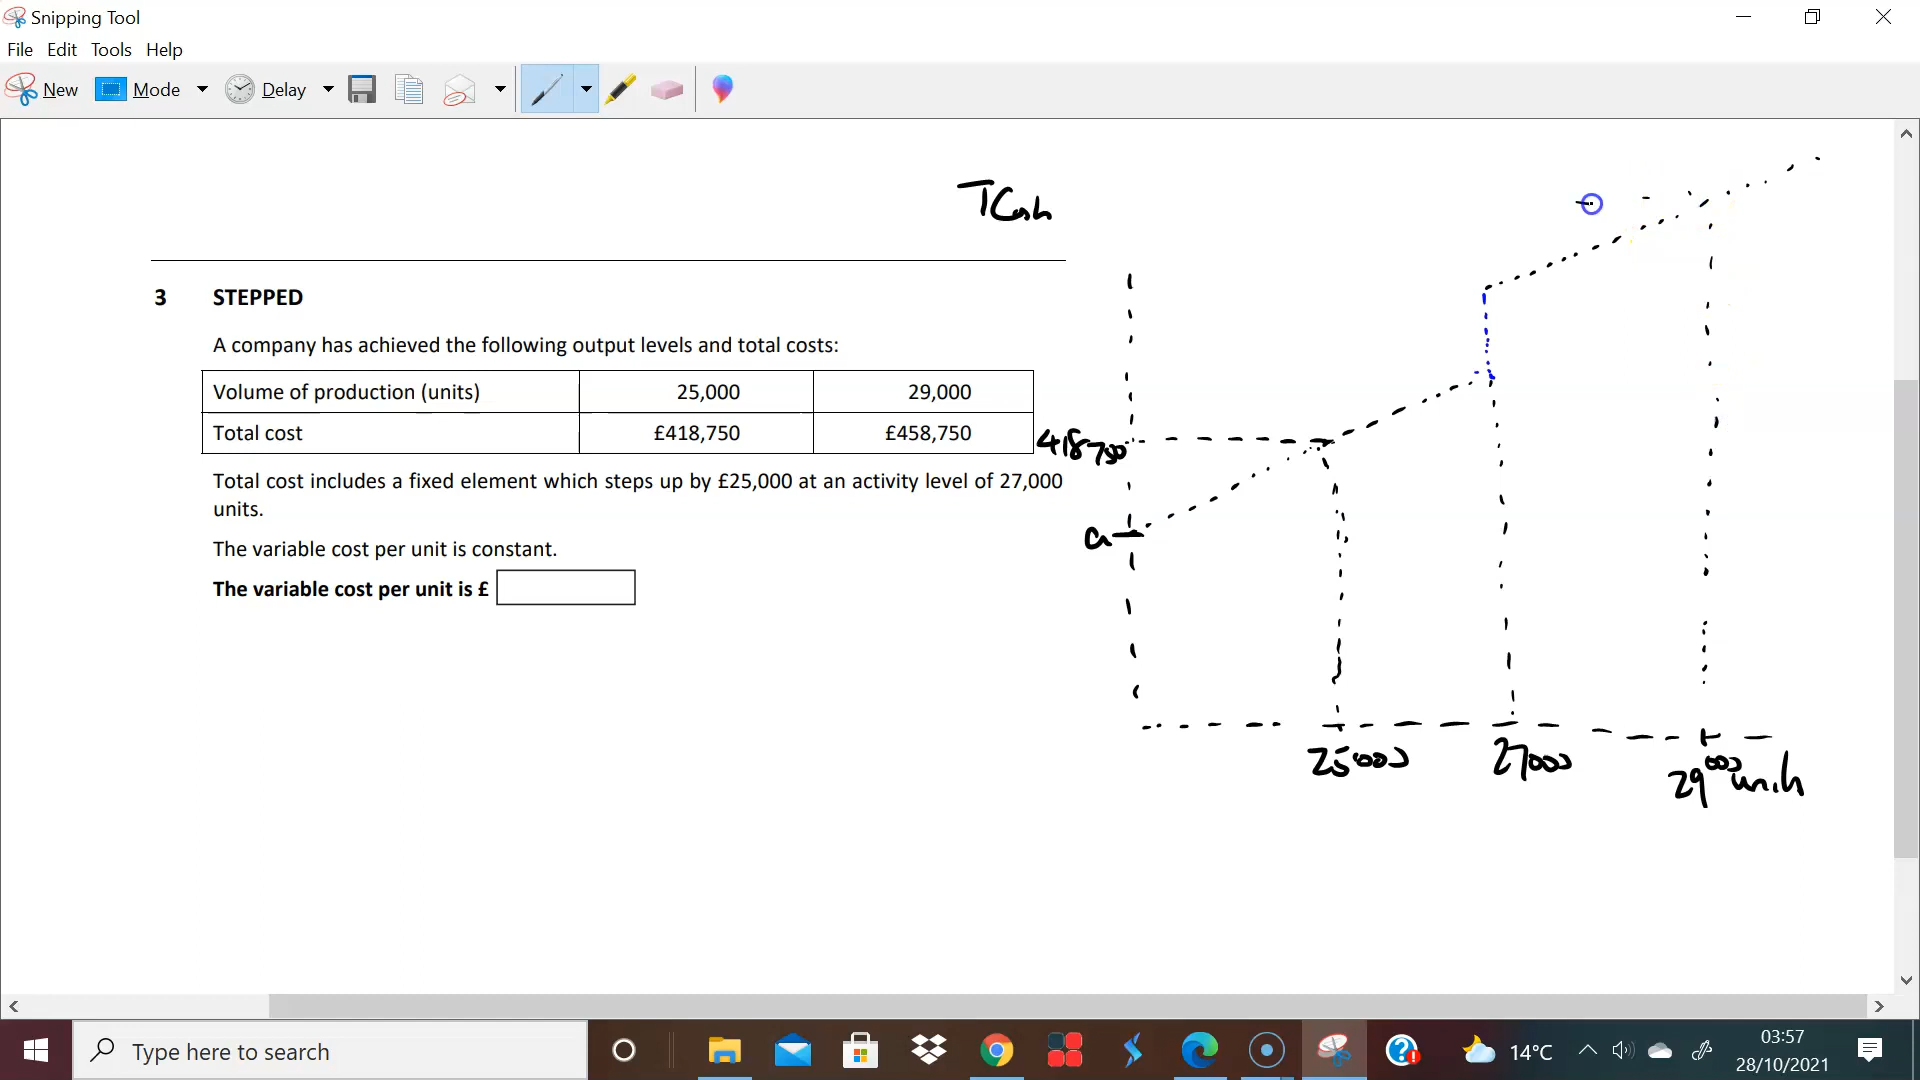 Snipping Tool
File Edit Tools Help
New Mode Delay
TCosh
3 STEPPED
A company has achieved the following output levels and total costs:
Volume of production (units) 25,000 29,000
Total cost £418,750 £458,750
Total cost includes a fixed element which steps up by £25,000 at an activity level of 27,000
units.
The variable cost per unit is constant.
The variable cost per unit is £
418750
a
25000 27000 29000 units
Type here to search
14°C
03:57
28/10/2021